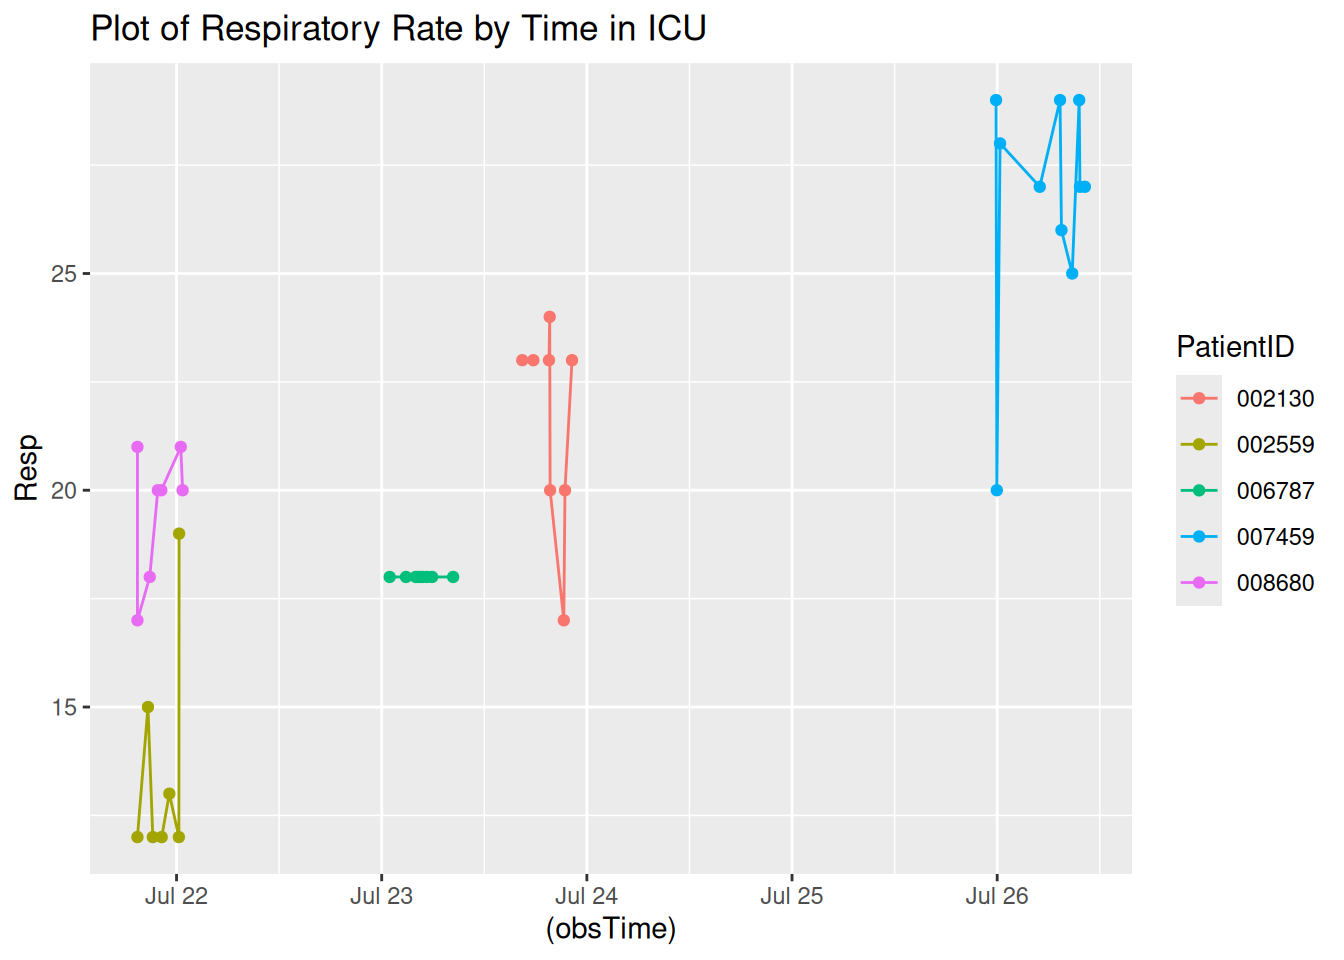 Plot of Respiratory Rate by Time in ICU
Resp
25
20
15
Jul 22 Jul 23 Jul 24 Jul 25 Jul 26
(obsTime)
PatientID
002130
002559
006787
007459
008680